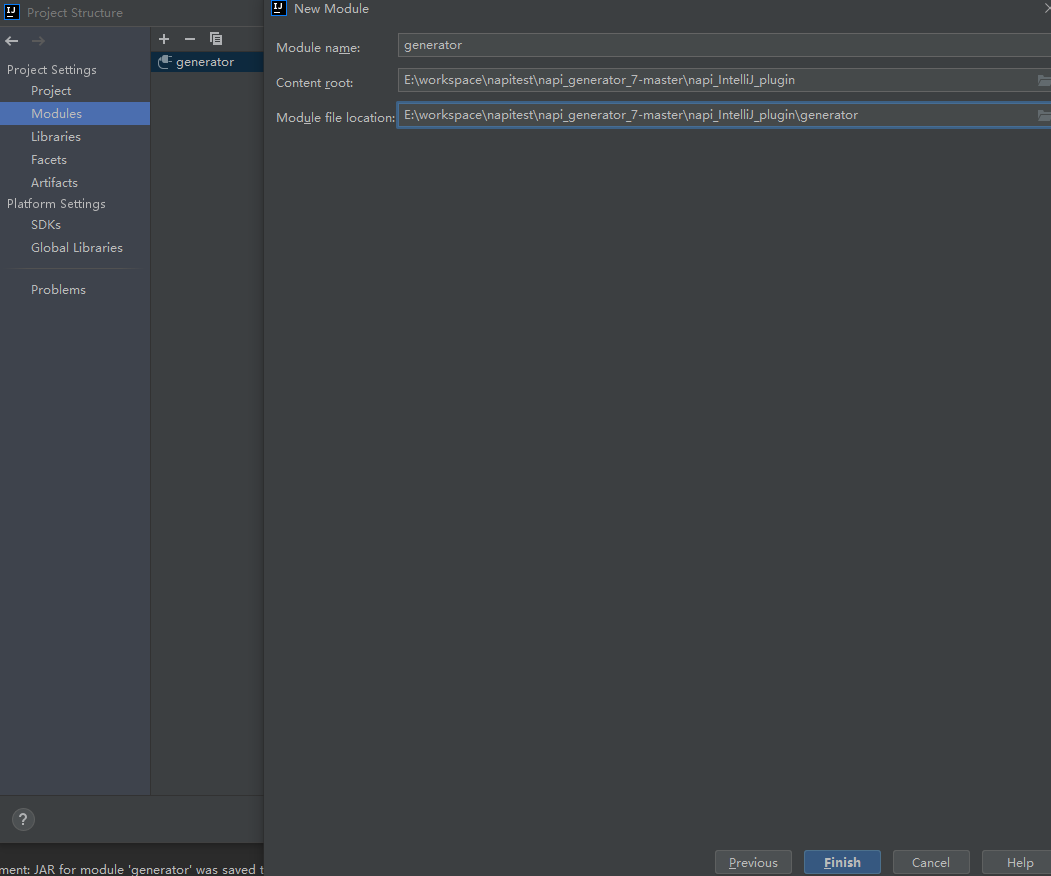 Project Structure
Project Settings
Project
Modules
Libraries
Facets
Artifacts
Platform Settings
SDKs
Global Libraries
Problems
generator
?
ment: JAR for module 'generator' was saved t
New Module
Module name:
generator
Content root:
E:\workspace\napitest\napi_generator_7-master\napi_IntelliJ_plugin
Module file location:
E:\workspace\napitest\napi_generator_7-master\napi_IntelliJ_plugin\generator
Previous
Finish
Cancel
Help